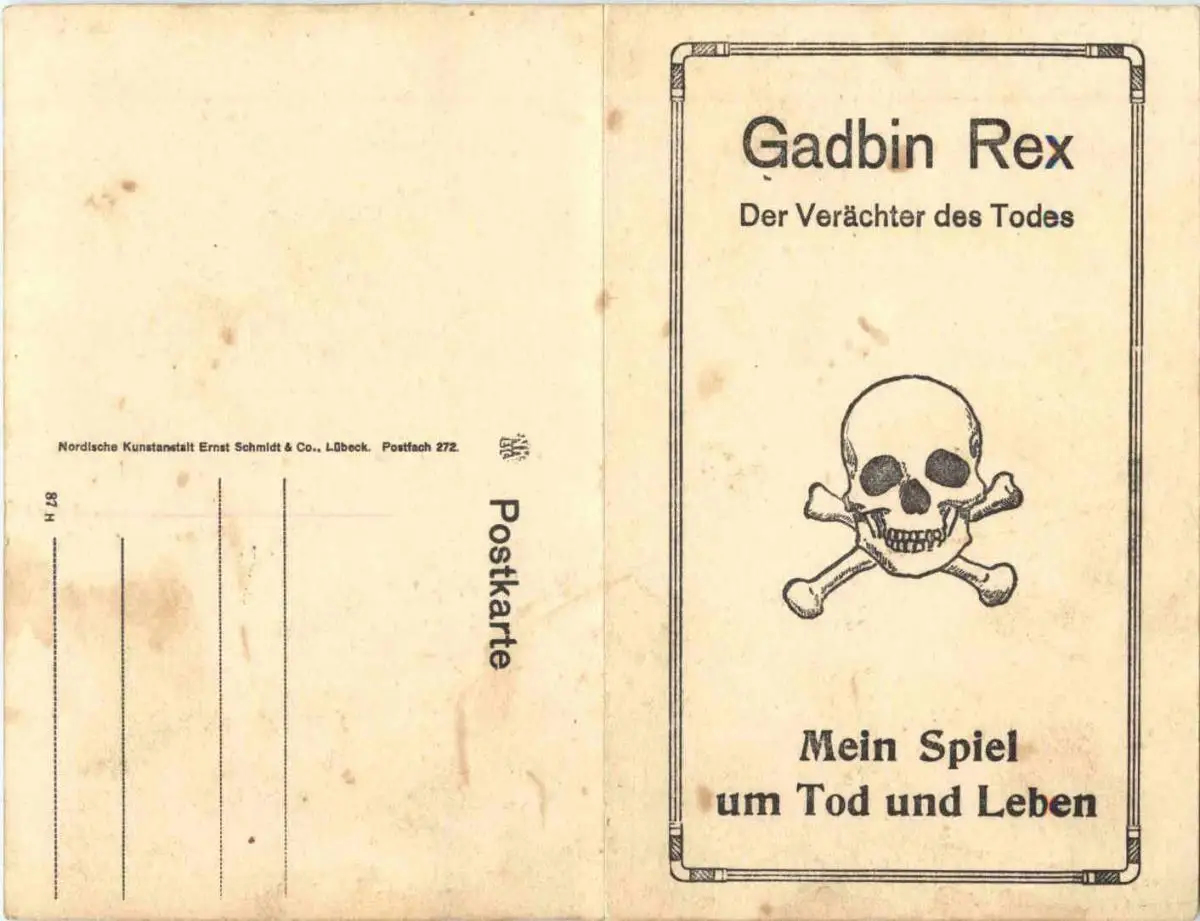 Nordische Kunstanstalt Ernst Schmidt & Co., Lübeck. Postfach 272.
87 H
Postkarte
Gadbin Rex
Der Verächter des Todes
Mein Spiel
um Tod und Leben